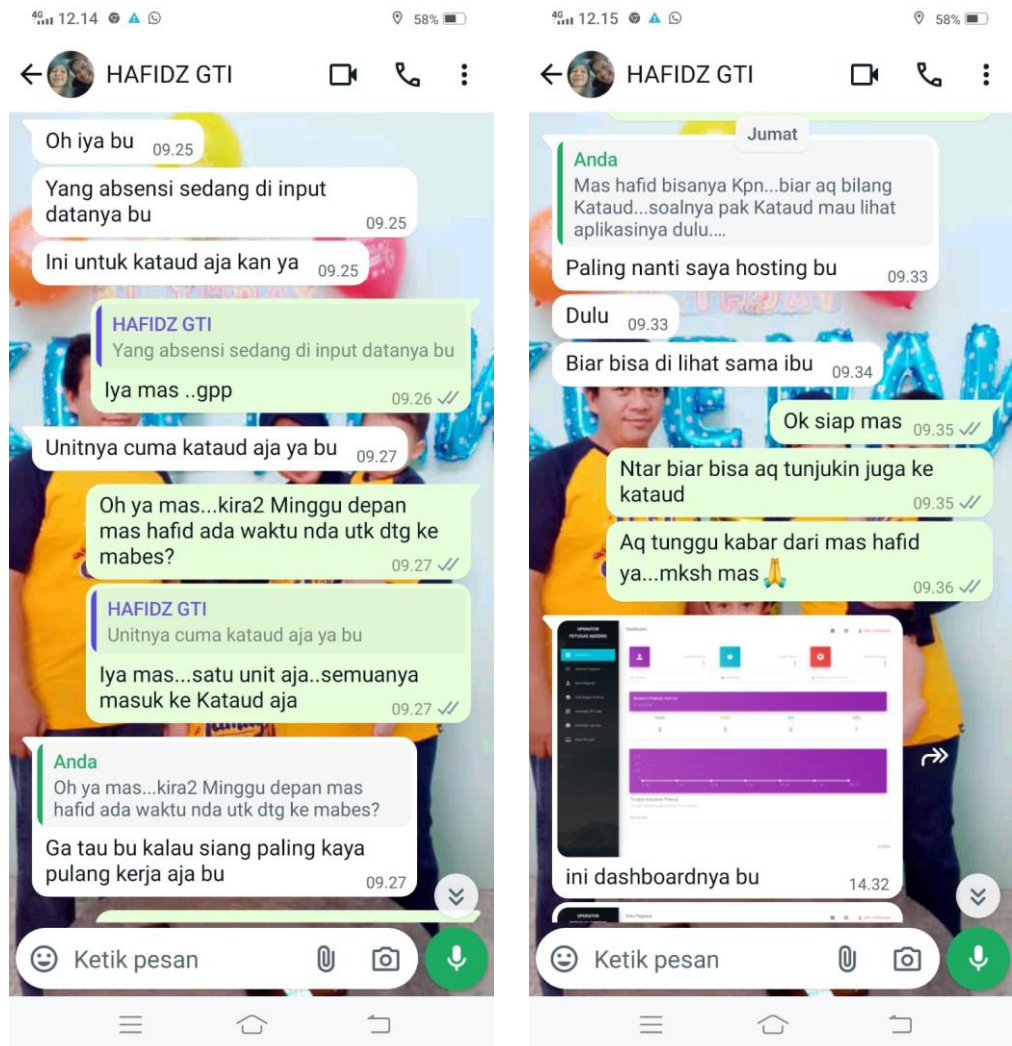 4G 12.14
58%
HAFIDZ GTI
Oh iya bu 09.25
Yang absensi sedang di input
datanya bu 09.25
Ini untuk kataud aja kan ya 09.25
HAFIDZ GTI
Yang absensi sedang di input datanya bu
Iya mas ..gpp 09.26
Unitnya cuma kataud aja ya bu 09.27
Oh ya mas...kira2 Minggu depan
mas hafid ada waktu nda utk dtg ke
mabes? 09.27
HAFIDZ GTI
Unitnya cuma kataud aja ya bu
Iya mas...satu unit aja..semuanya
masuk ke Kataud aja 09.27
Anda
Oh ya mas...kira2 Minggu depan mas
hafid ada waktu nda utk dtg ke mabes?
Ga tau bu kalau siang paling kaya
pulang kerja aja bu 09.27
Ketik pesan
4G 12.15
58%
HAFIDZ GTI
Jumat
Anda
Mas hafid bisanya Kpn...biar aq bilang
Kataud...soalnya pak Kataud mau lihat
aplikasinya dulu....
Paling nanti saya hosting bu 09.33
Dulu 09.33
Biar bisa di lihat sama ibu 09.34
Ok siap mas 09.35
Ntar biar bisa aq tunjukin juga ke
kataud 09.35
Aq tunggu kabar dari mas hafid
ya...mksh mas🙏 09.36
OPERATOR
PETUGAS ABSENSI
Dashboard
ini dashboardnya bu 14.32
OPERATOR
Data Pegawai
Ketik pesan